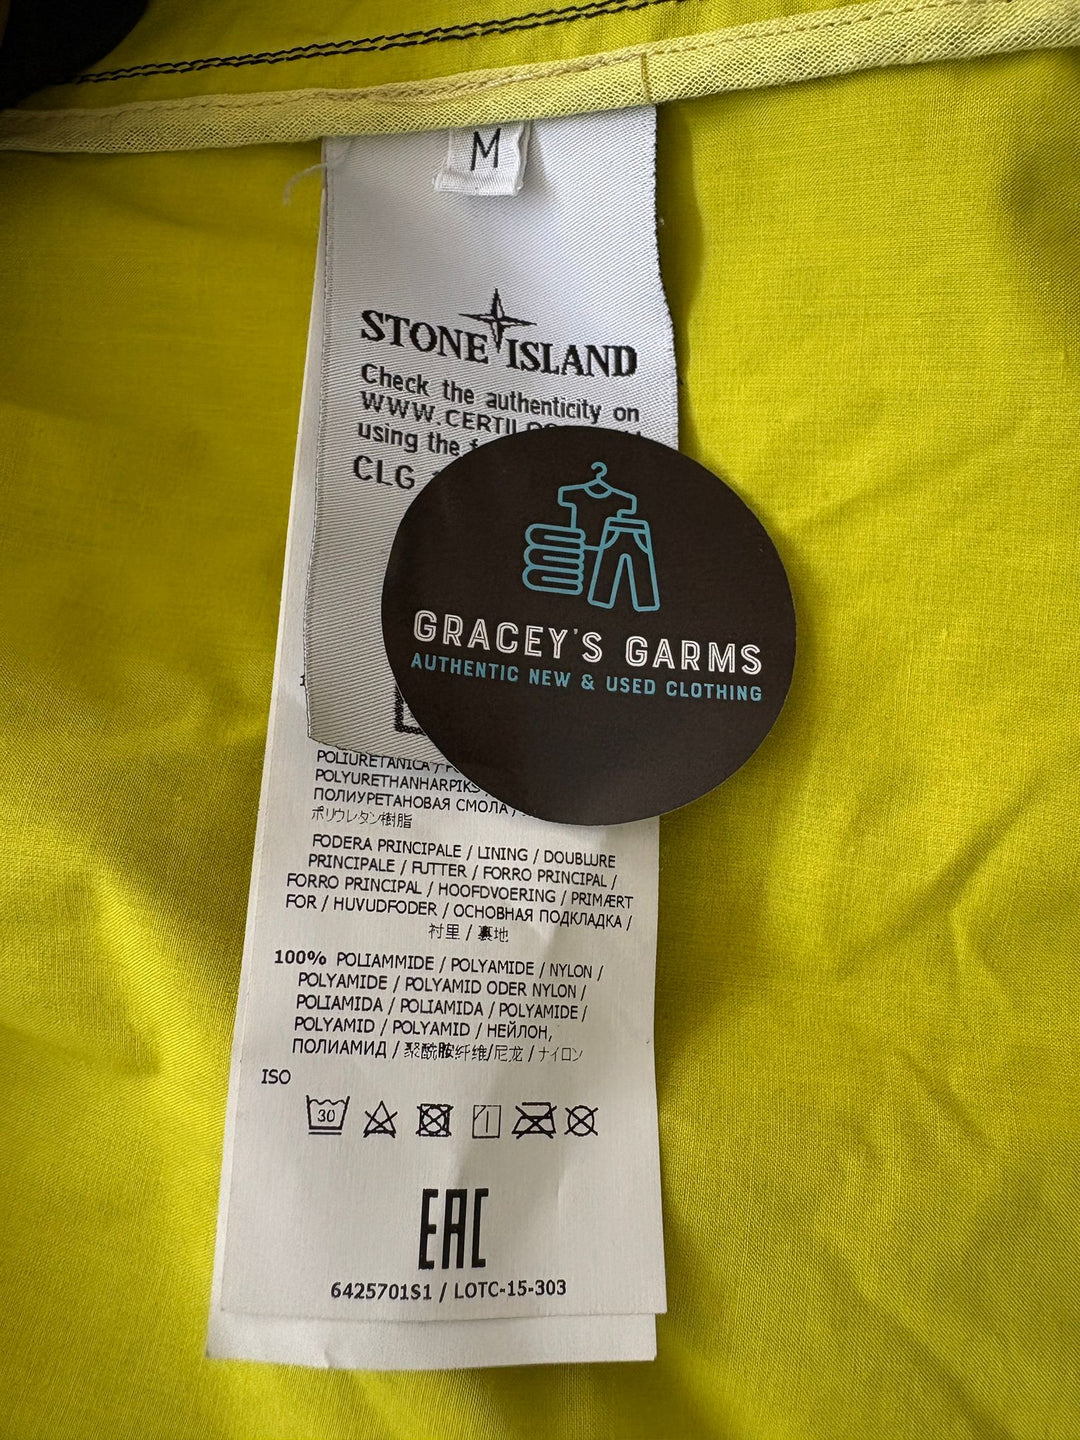 M
STONE ISLAND
Check the authenticity on
WWW.CERTIL
using the
CLG
GRACEY'S GARMS
AUTHENTIC NEW & USED CLOTHING
POLIURETANICA /
POLYURETHANHARPIKS
ПОЛИУРЕТАНОВАЯ СМОЛА /
ポリウレタン樹脂
FODERA PRINCIPALE / LINING / DOUBLURE
PRINCIPALE / FUTTER / FORRO PRINCIPAL /
FORRO PRINCIPAL / HOOFDVOERING / PRIMÆRT
FOR / HUVUDFODER / ОСНОВНАЯ ПОДКЛАДКА /
衬里 / 裏地
100% POLIAMMIDE / POLYAMIDE / NYLON /
POLYAMIDE / POLYAMID ODER NYLON /
POLIAMIDA / POLIAMIDA / POLYAMIDE /
POLYAMID / POLYAMID / НЕЙЛОН,
ПОЛИАМИД / 聚酰胺纤维/尼龙 / ナイロン
ISO
30
EAC
6425701S1 / LOTC-15-303